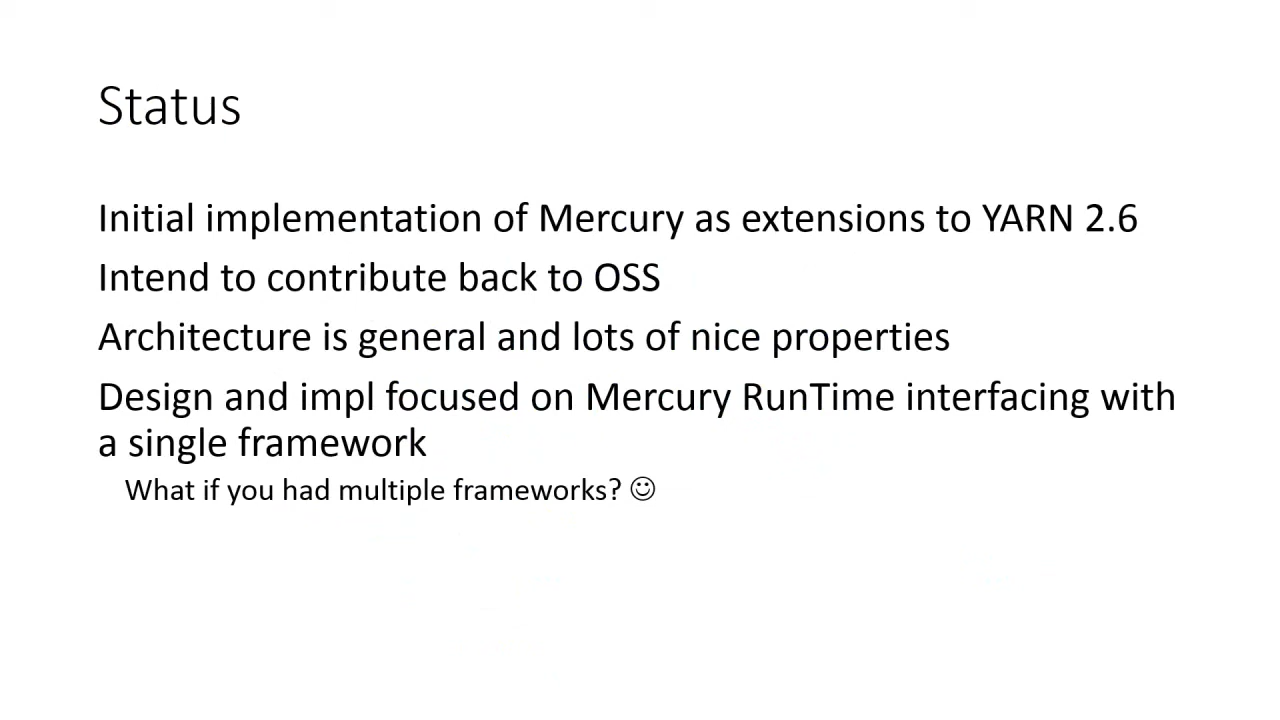 Status
Initial implementation of Mercury as extensions to YARN 2.6
Intend to contribute back to OSS
Architecture is general and lots of nice properties
Design and impl focused on Mercury RunTime interfacing with
a single framework
What if you had multiple frameworks? ☺